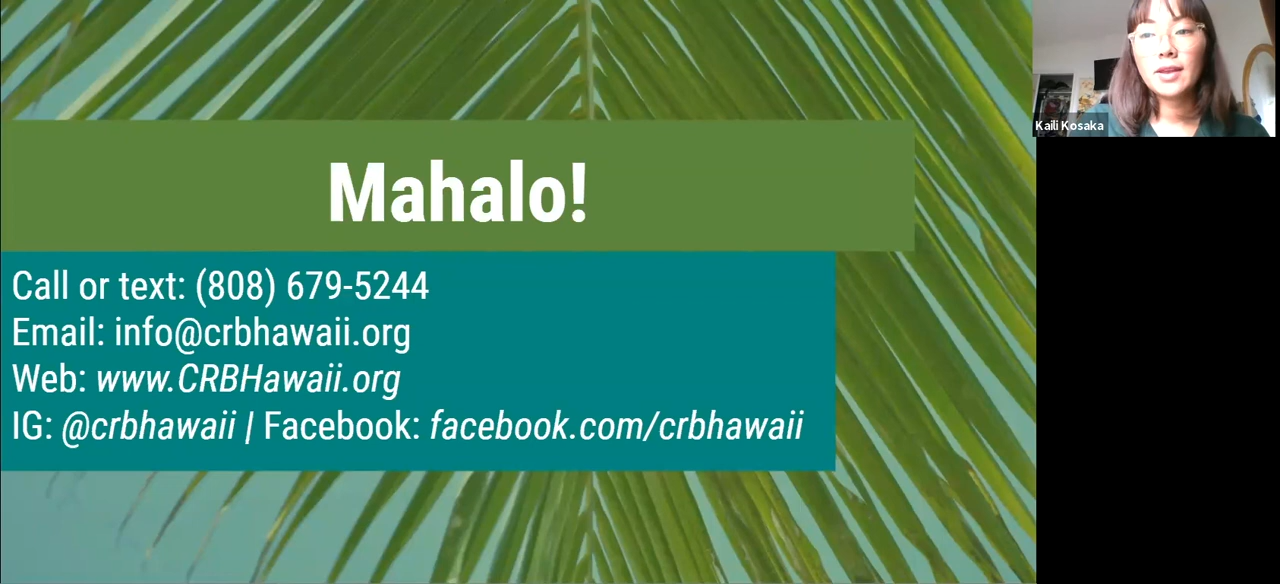 Mahalo!
Call or text: (808) 679-5244
Email: info@crbhawaii.org
Web: www.CRBHawaii.org
IG: @crbhawaii | Facebook: facebook.com/crbhawaii
Kaili Kosaka